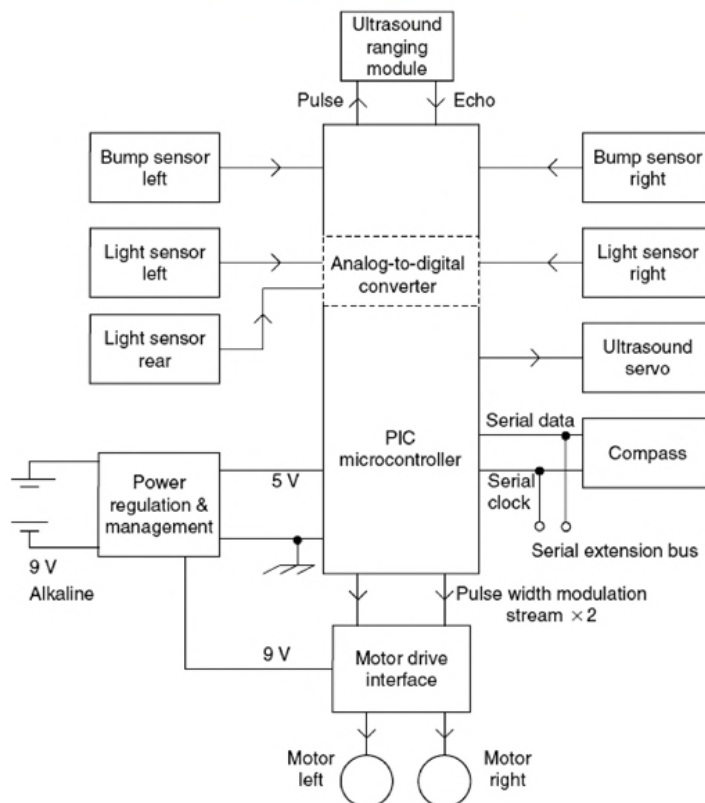 Ultrasound
ranging
module
Pulse
Echo
Bump sensor
left
Bump sensor
right
Light sensor
left
Analog-to-digital
converter
Light sensor
right
Light sensor
rear
Ultrasound
servo
Serial data
PIC
microcontroller
Compass
Power
regulation &
management
5 V
Serial
clock
Serial extension bus
9 V
Alkaline
Pulse width modulation
stream ×2
9 V
Motor drive
interface
Motor
left
Motor
right